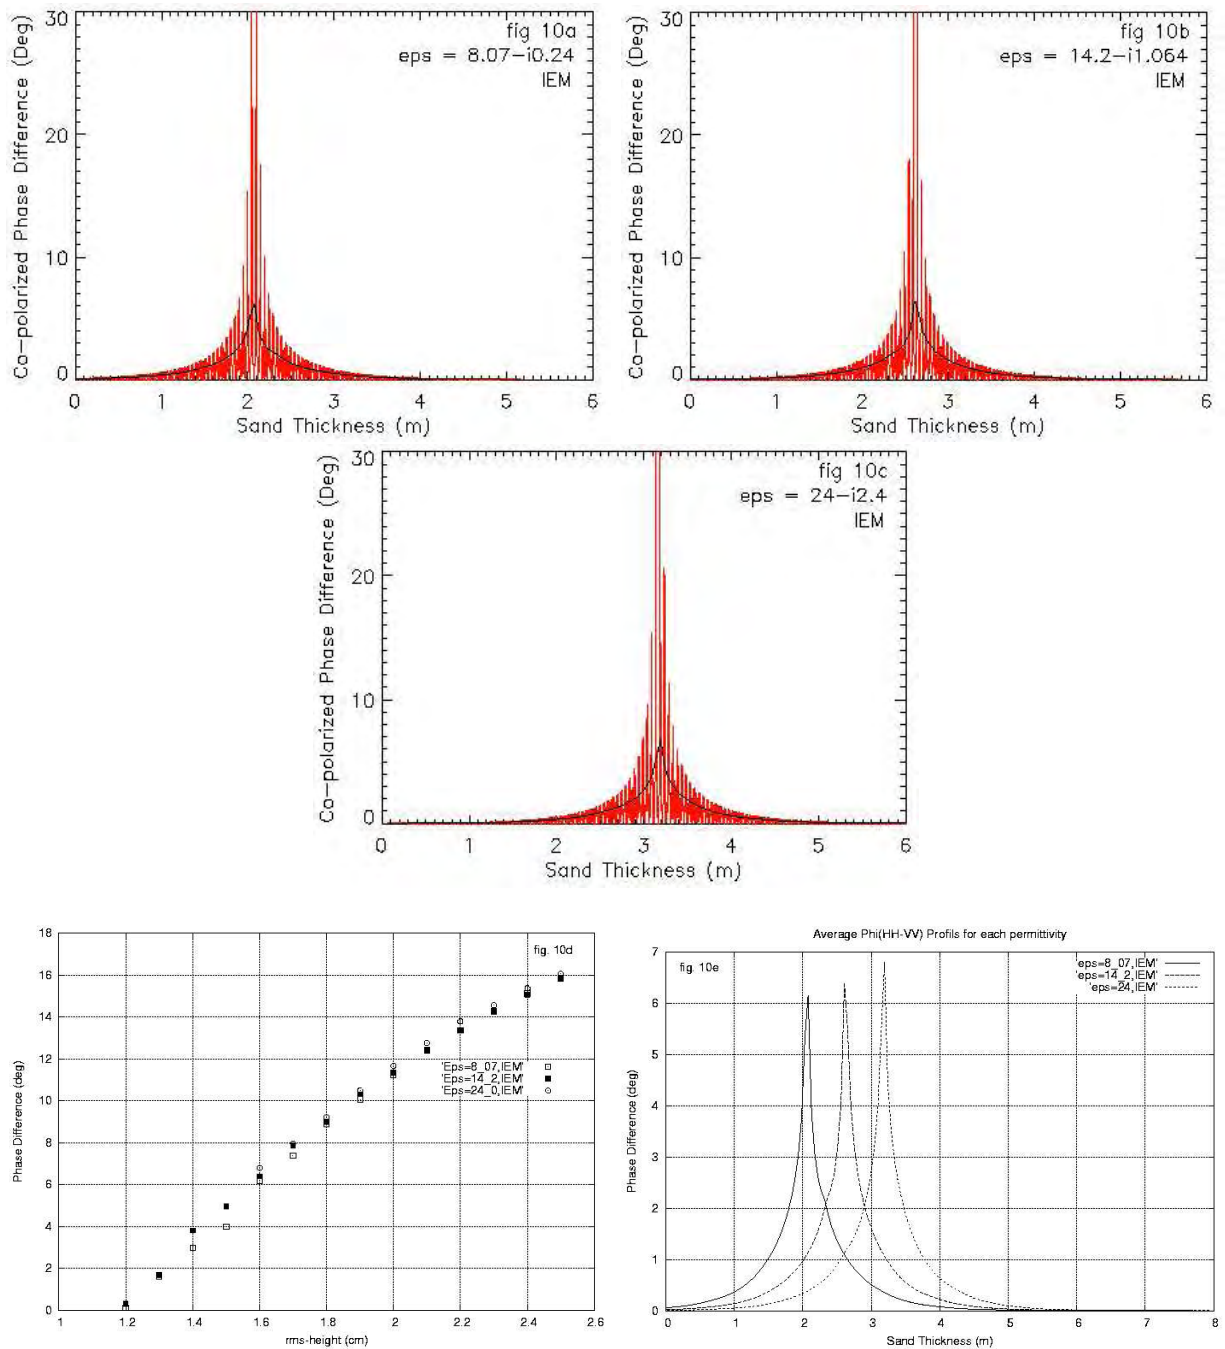 fig 10a
eps = 8.07-i0.24
IEM
Co-polarized Phase Difference (Deg)
30
20
10
0
0 1 2 3 4 5 6
Sand Thickness (m)
fig 10b
eps = 14.2-i1.064
IEM
Co-polarized Phase Difference (Deg)
30
20
10
0
0 1 2 3 4 5 6
Sand Thickness (m)
fig 10c
eps = 24-i2.4
IEM
Co-polarized Phase Difference (Deg)
30
20
10
0
0 1 2 3 4 5 6
Sand Thickness (m)
fig. 10d
Phase Difference (deg)
18
16
14
12
10
8
6
4
2
0
'Eps=8_07,IEM'
'Eps=14_2,IEM'
'Eps=24_0,IEM'
1 1.2 1.4 1.6 1.8 2 2.2 2.4 2.6
rms-height (cm)
Average Phi(HH-VV) Profils for each permittivity
fig. 10e
'eps=8_07,IEM'
'eps=14_2,IEM'
'eps=24,IEM'
Phase Difference (deg)
7
6
5
4
3
2
1
0
0 1 2 3 4 5 6 7 8
Sand Thickness (m)